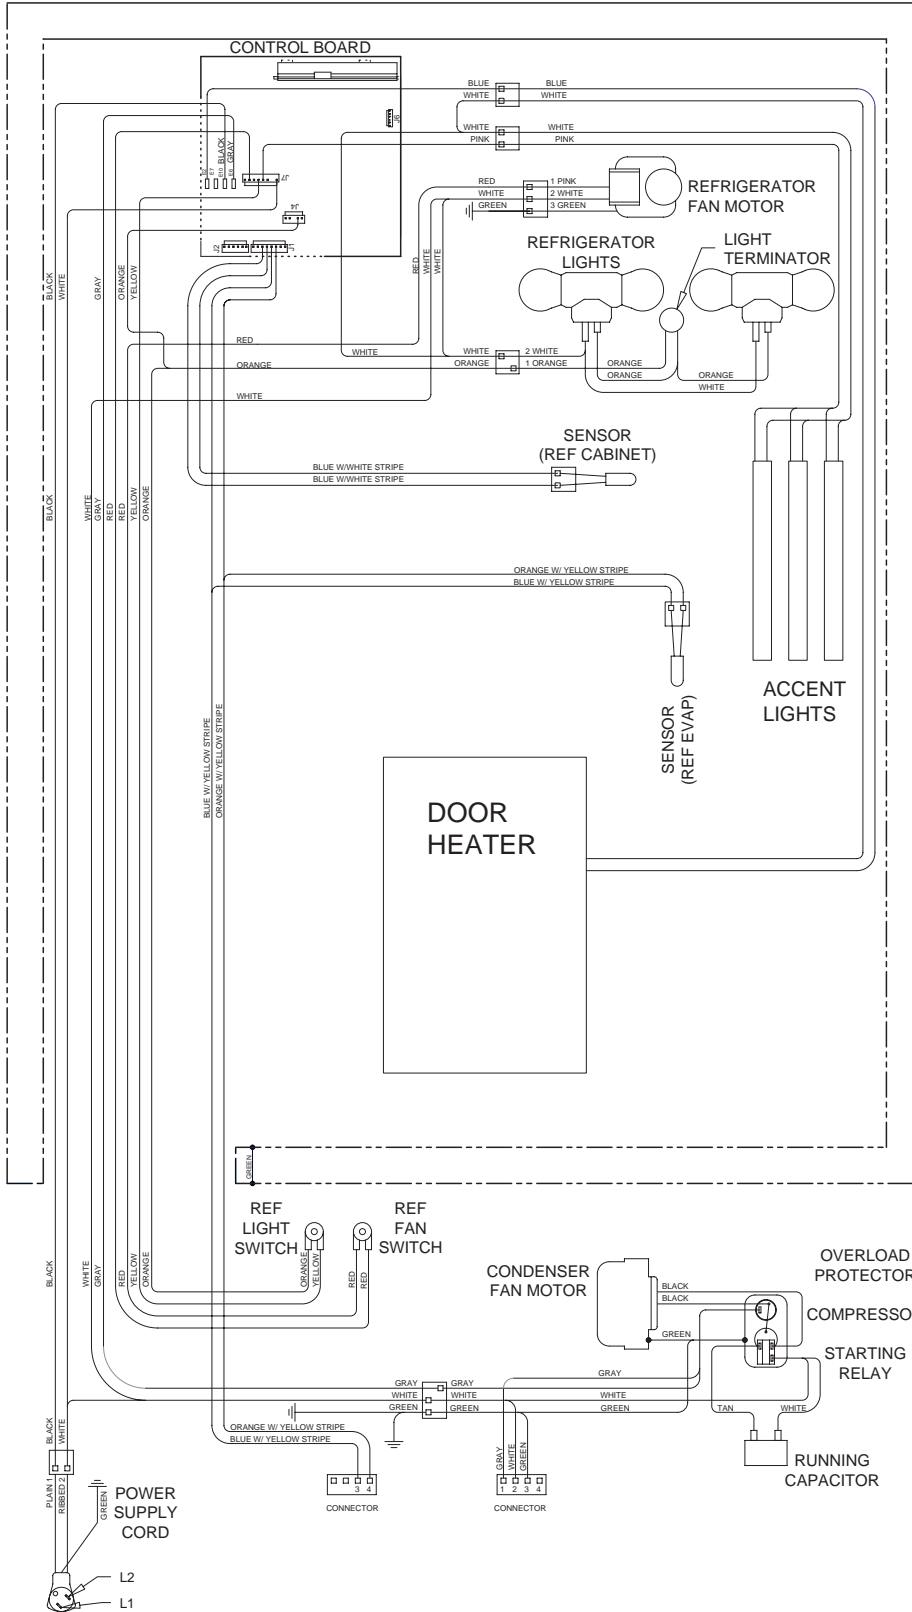 CONTROL BOARD
BLUE
BLUE
WHITE
WHITE
J6
WHITE
WHITE
PINK
PINK
E7
E10
BLACK
E6
GRAY
J7
RED
1 PINK
WHITE
2 WHITE
GREEN
3 GREEN
REFRIGERATOR
FAN MOTOR
J4
J2
J1
REFRIGERATOR
LIGHTS
LIGHT
TERMINATOR
BLACK
WHITE
GRAY
ORANGE
YELLOW
RED
WHITE
WHITE
RED
WHITE
WHITE
2 WHITE
ORANGE
ORANGE
1 ORANGE
ORANGE
ORANGE
ORANGE
WHITE
WHITE
SENSOR
(REF CABINET)
BLUE W/WHITE STRIPE
BLUE W/WHITE STRIPE
BLACK
WHITE
GRAY
RED
RED
YELLOW
ORANGE
ORANGE W/ YELLOW STRIPE
BLUE W/ YELLOW STRIPE
SENSOR
(REF EVAP)
ACCENT
LIGHTS
BLUE W/ YELLOW STRIPE
ORANGE W/ YELLOW STRIPE
DOOR
HEATER
GREEN
REF
LIGHT
SWITCH
REF
FAN
SWITCH
ORANGE
YELLOW
RED
RED
BLACK
WHITE
GRAY
RED
YELLOW
ORANGE
CONDENSER
FAN MOTOR
BLACK
BLACK
GREEN
OVERLOAD
PROTECTOR
COMPRESSO
STARTING
RELAY
GRAY
GRAY
GRAY
WHITE
WHITE
WHITE
GREEN
GREEN
GREEN
TAN
WHITE
BLACK
WHITE
ORANGE W/ YELLOW STRIPE
BLUE W/ YELLOW STRIPE
GRAY
WHITE
GREEN
RUNNING
CAPACITOR
3 4
CONNECTOR
1 2 3 4
CONNECTOR
PLAIN 1
RIBBED 2
GREEN
POWER
SUPPLY
CORD
L2
L1